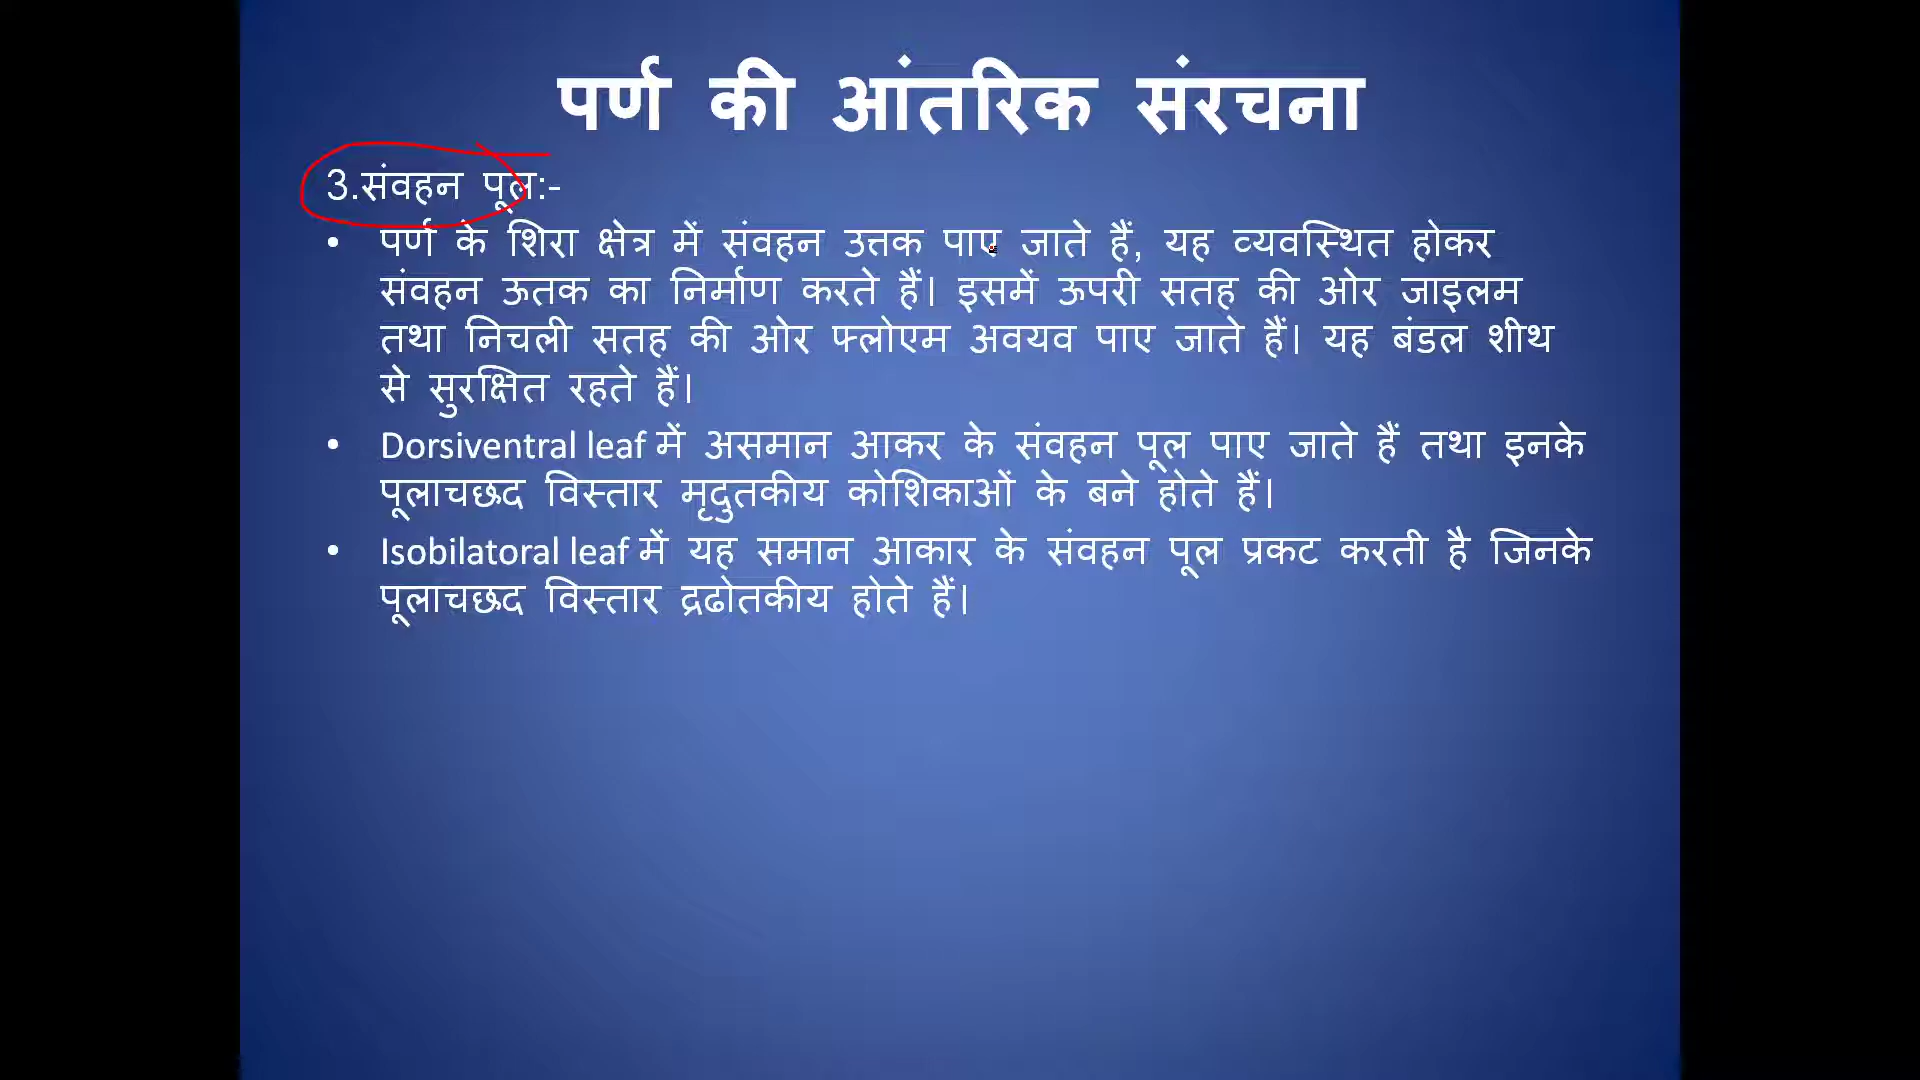 पर्ण की आंतरिक संरचना
3.संवहन पूल:-
• पर्ण के शिरा क्षेत्र में संवहन उत्तक पाए जाते हैं, यह व्यवस्थित होकर
संवहन ऊतक का निर्माण करते हैं। इसमें ऊपरी सतह की ओर जाइलम
तथा निचली सतह की ओर फ्लोएम अवयव पाए जाते हैं। यह बंडल शीथ
से सुरक्षित रहते हैं।
• Dorsiventral leaf में असमान आकर के संवहन पूल पाए जाते हैं तथा इनके
पूलाचछद विस्तार मृदुतकीय कोशिकाओं के बने होते हैं।
• Isobilatoral leaf में यह समान आकार के संवहन पूल प्रकट करती है जिनके
पूलाचछद विस्तार द्रढोतकीय होते हैं।